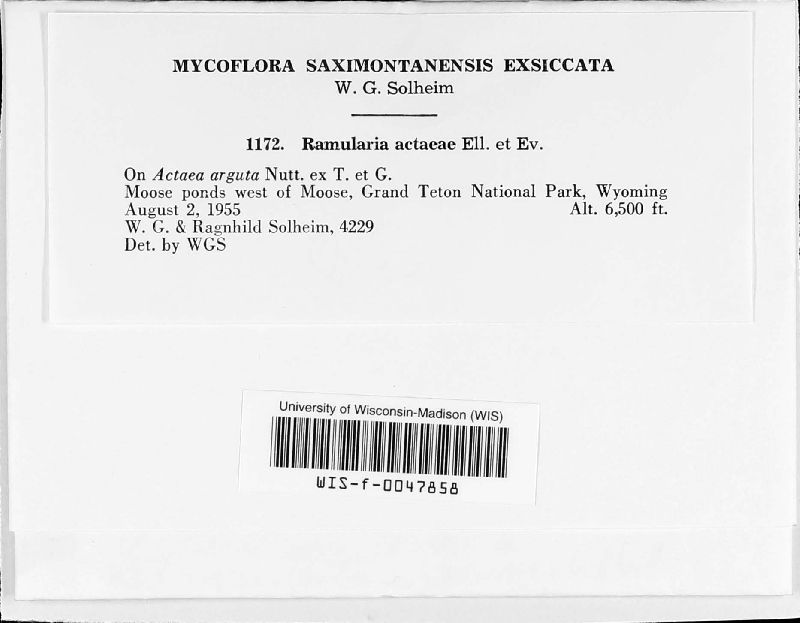 MYCOFLORA SAXIMONTANENSIS EXSICCATA
W. G. Solheim
1172. Ramularia actaeae Ell. et Ev.
On Actaea arguta Nutt. ex T. et G.
Moose ponds west of Moose, Grand Teton National Park, Wyoming
August 2, 1955 Alt. 6,500 ft.
W. G. & Ragnhild Solheim, 4229
Det. by WGS
University of Wisconsin-Madison (WIS)
WIS-f-0047858